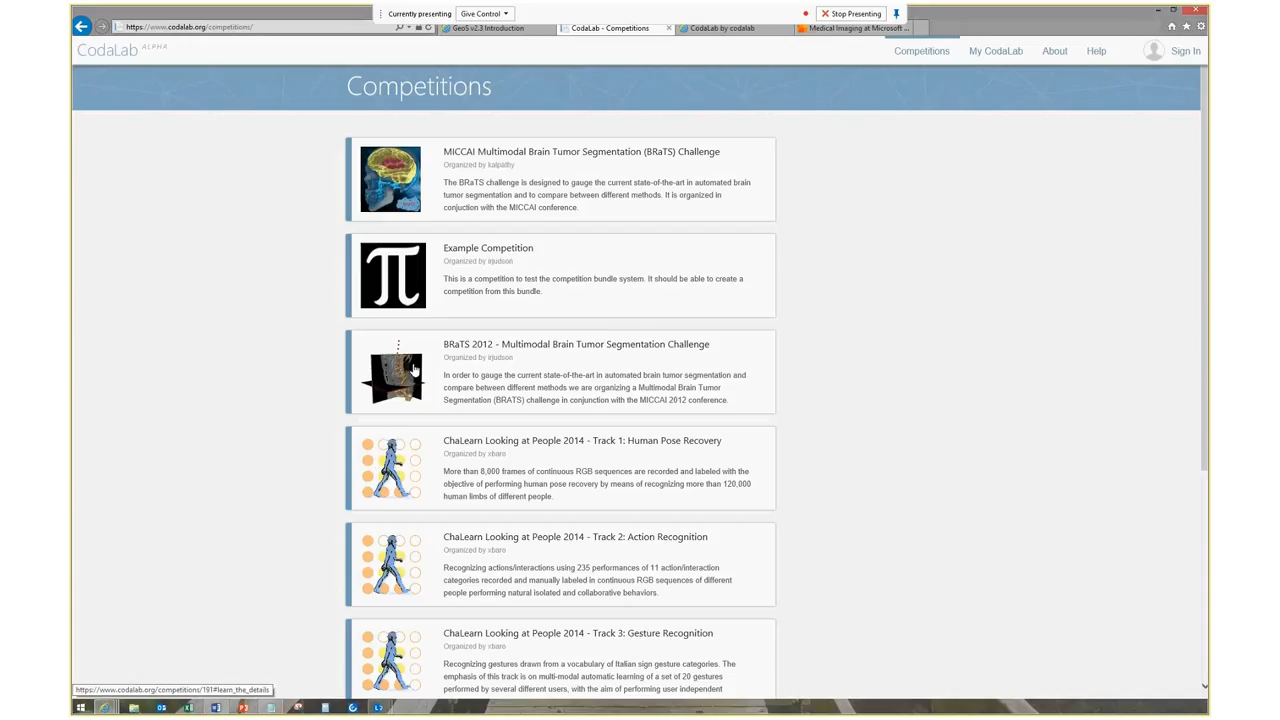 Currently presenting Give Control Stop Presenting
https://www.codalab.org/competitions/
GeoS v2.3 Introduction
CodaLab - Competitions
CodaLab by codalab
Medical Imaging at Microsoft ...
CodaLab ALPHA
Competitions My CodaLab About Help Sign In
Competitions
MICCAI Multimodal Brain Tumor Segmentation (BRaTS) Challenge
Organized by kalpathy
The BRaTS challenge is designed to gauge the current state-of-the-art in automated brain
tumor segmentation and to compare between different methods. It is organized in
conjuction with the MICCAI conference.
Example Competition
Organized by irjudson
This is a competition to test the competition bundle system. It should be able to create a
competition from this bundle.
BRaTS 2012 - Multimodal Brain Tumor Segmentation Challenge
Organized by irjudson
In order to gauge the current state-of-the-art in automated brain tumor segmentation and
compare between different methods we are organizing a Multimodal Brain Tumor
Segmentation (BRATS) challenge in conjunction with the MICCAI 2012 conference.
ChaLearn Looking at People 2014 - Track 1: Human Pose Recovery
Organized by xbaro
More than 8,000 frames of continuous RGB sequences are recorded and labeled with the
objective of performing human pose recovery by means of recognizing more than 120,000
human limbs of different people.
ChaLearn Looking at People 2014 - Track 2: Action Recognition
Organized by xbaro
Recognizing actions/interactions using 235 performances of 11 action/interaction
categories recorded and manually labeled in continuous RGB sequences of different
people performing natural isolated and collaborative behaviors.
ChaLearn Looking at People 2014 - Track 3: Gesture Recognition
Organized by xbaro
Recognizing gestures drawn from a vocabulary of Italian sign gesture categories. The
emphasis of this track is on multi-modal automatic learning of a set of 20 gestures
performed by several different users, with the aim of performing user independent
https://www.codalab.org/competitions/191#learn_the_details